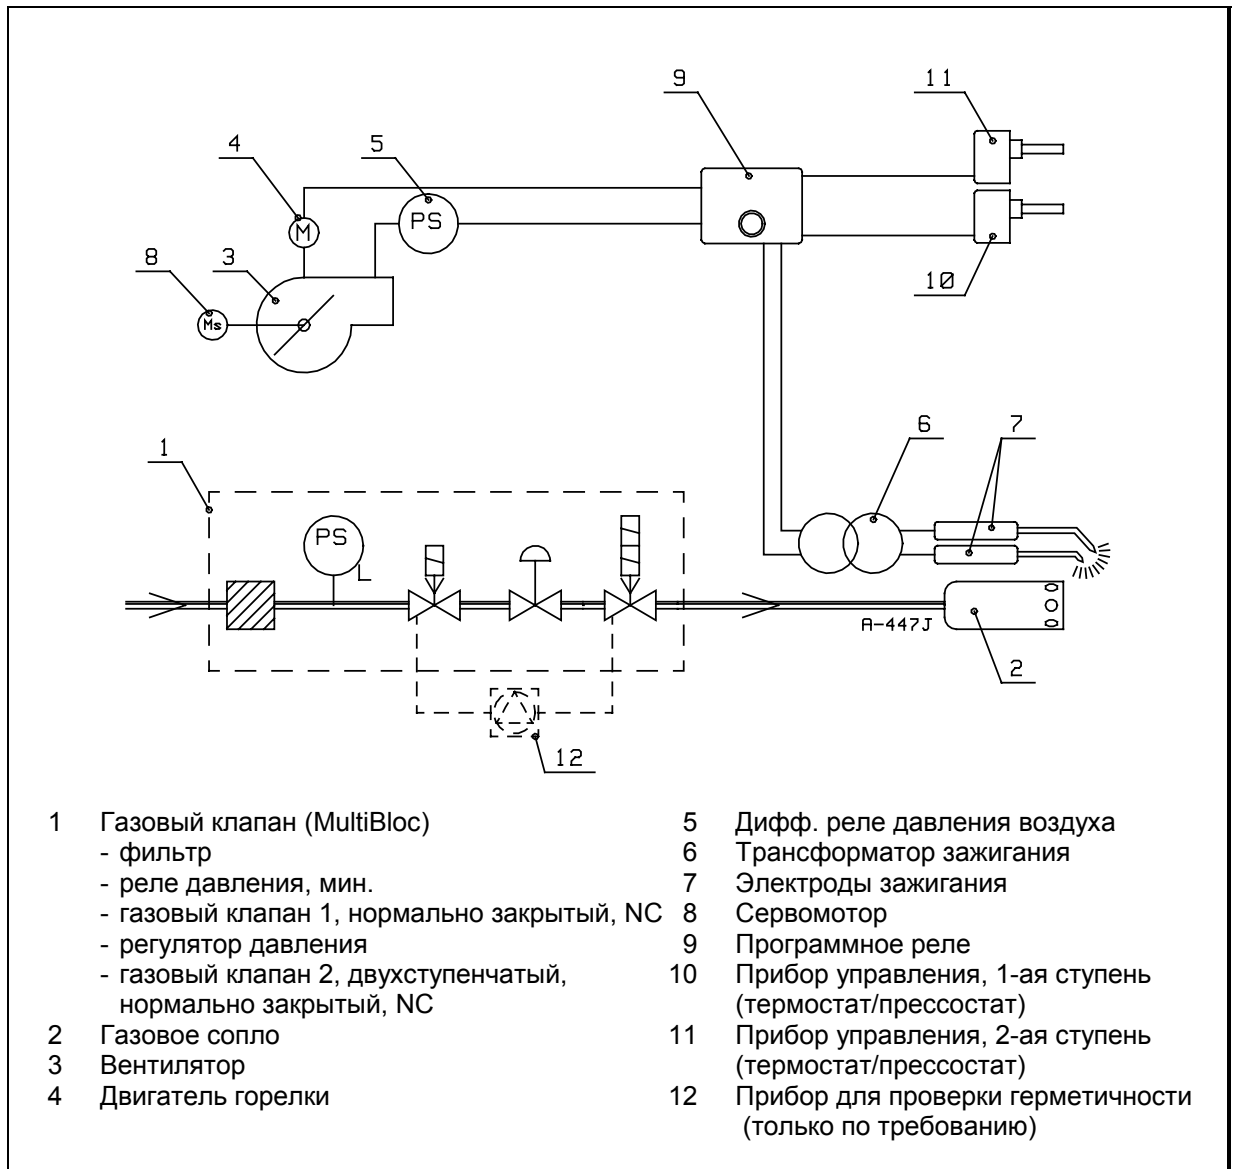 9
11
4
5
PS
M
8
3
10
Ms
6
7
1
PS
L
A-447J
2
12
1 Газовый клапан (MultiBloc)
- фильтр
- реле давления, мин.
- газовый клапан 1, нормально закрытый, NC
- регулятор давления
- газовый клапан 2, двухступенчатый,
нормально закрытый, NC
2 Газовое сопло
3 Вентилятор
4 Двигатель горелки
5 Дифф. реле давления воздуха
6 Трансформатор зажигания
7 Электроды зажигания
8 Сервомотор
9 Программное реле
10 Прибор управления, 1-ая ступень
(термостат/прессостат)
11 Прибор управления, 2-ая ступень
(термостат/прессостат)
12 Прибор для проверки герметичности
(только по требованию)